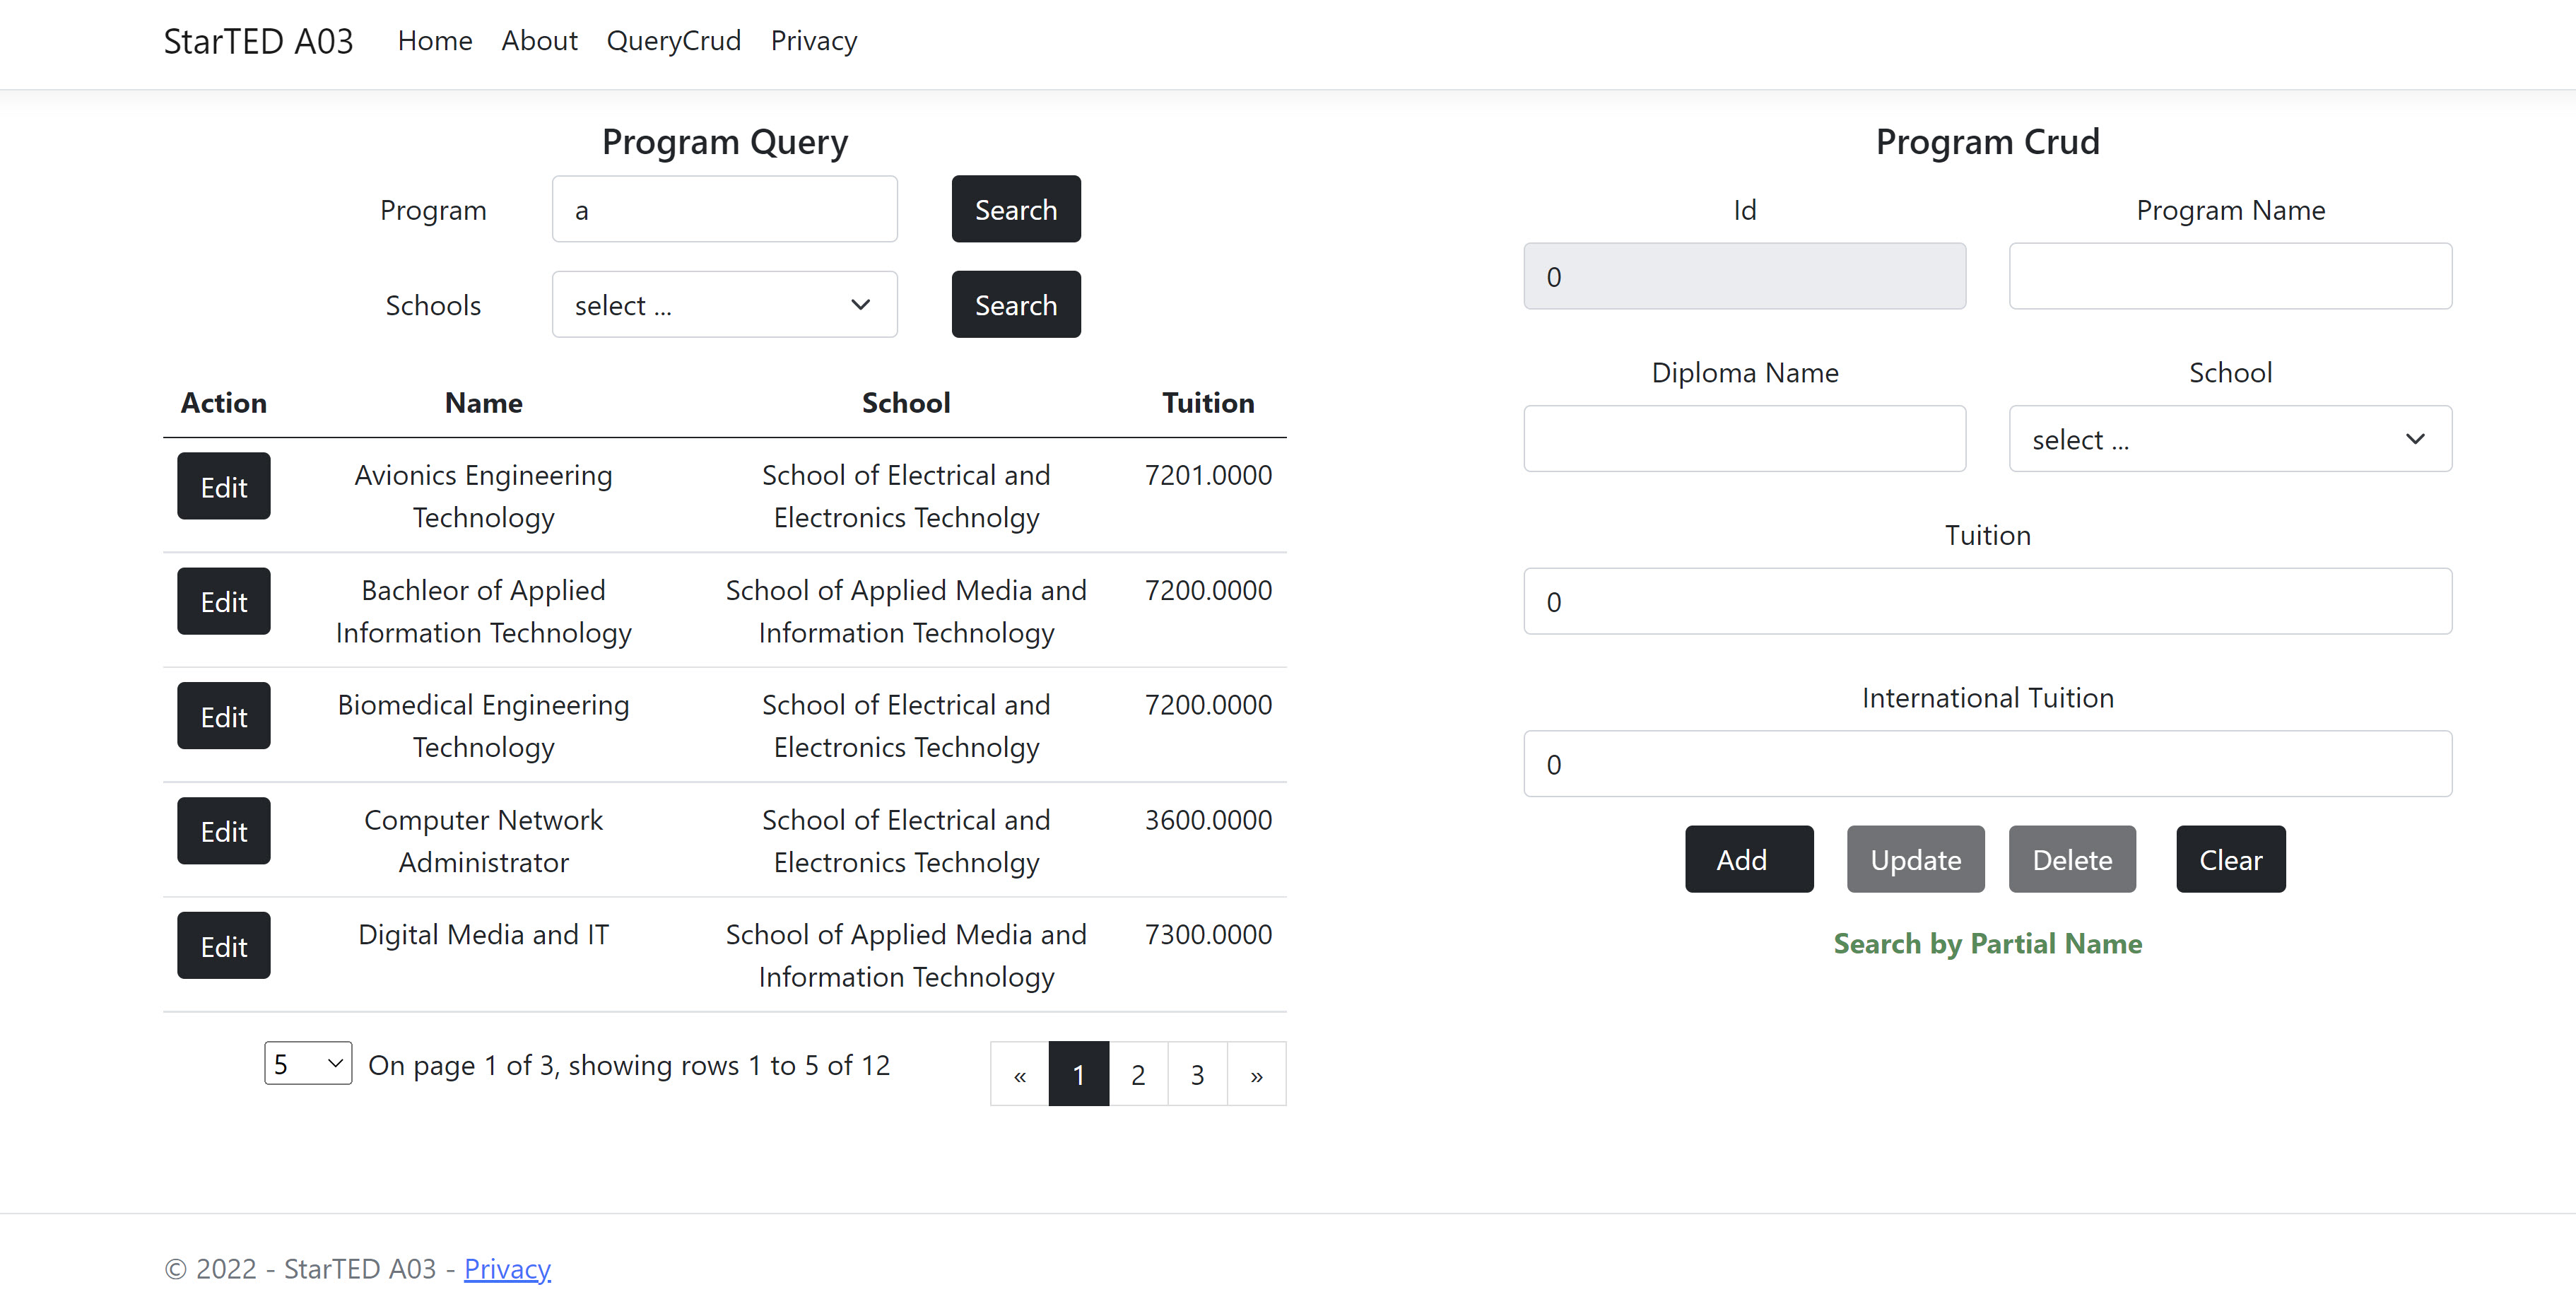 StarTED A03 Home About QueryCrud Privacy
Program Query
Program a Search
Schools select ... Search
Action Name School Tuition
Edit Avionics Engineering School of Electrical and 7201.0000
Technology Electronics Technolgy
Edit Bachleor of Applied School of Applied Media and 7200.0000
Information Technology Information Technology
Edit Biomedical Engineering School of Electrical and 7200.0000
Technology Electronics Technolgy
Edit Computer Network School of Electrical and 3600.0000
Administrator Electronics Technolgy
Edit Digital Media and IT School of Applied Media and 7300.0000
Information Technology
5 On page 1 of 3, showing rows 1 to 5 of 12 « 1 2 3 »
Program Crud
Id Program Name
0
Diploma Name School
select ...
Tuition
0
International Tuition
0
Add Update Delete Clear
Search by Partial Name
© 2022 - StarTED A03 - Privacy